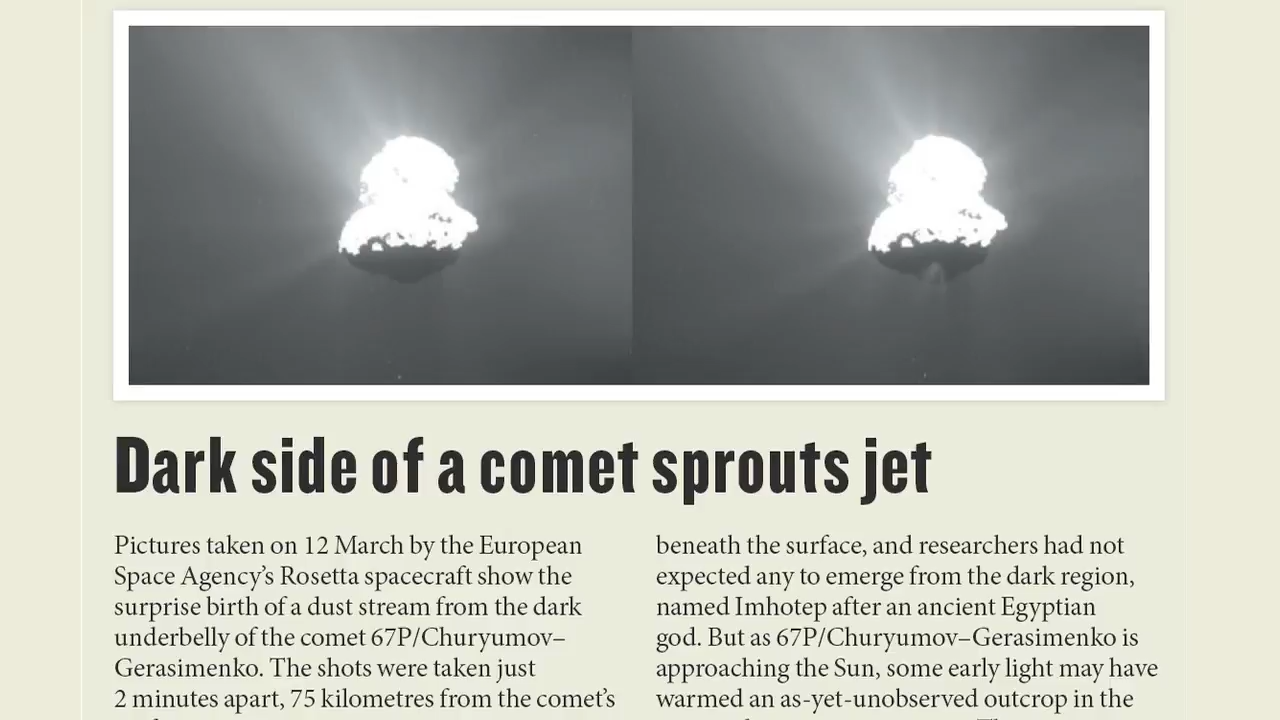 Dark side of a comet sprouts jet
Pictures taken on 12 March by the European
Space Agency’s Rosetta spacecraft show the
surprise birth of a dust stream from the dark
underbelly of the comet 67P/Churyumov–
Gerasimenko. The shots were taken just
2 minutes apart, 75 kilometres from the comet’s
beneath the surface, and researchers had not
expected any to emerge from the dark region,
named Imhotep after an ancient Egyptian
god. But as 67P/Churyumov–Gerasimenko is
approaching the Sun, some early light may have
warmed an as-yet-unobserved outcrop in the